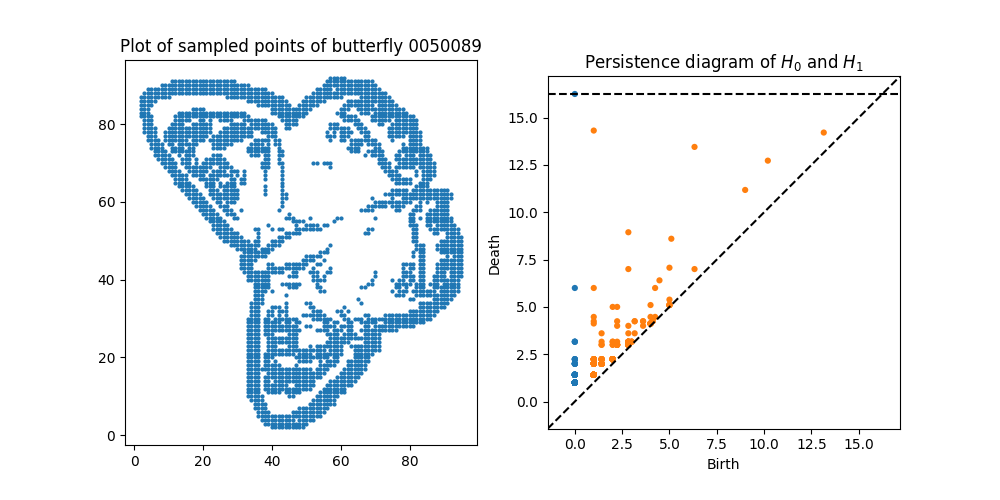 Plot of sampled points of butterfly 0050089
80
60
40
20
0
0 20 40 60 80
Persistence diagram of H₀ and H₁
Death
15.0
12.5
10.0
7.5
5.0
2.5
0.0
0.0 2.5 5.0 7.5 10.0 12.5 15.0
Birth